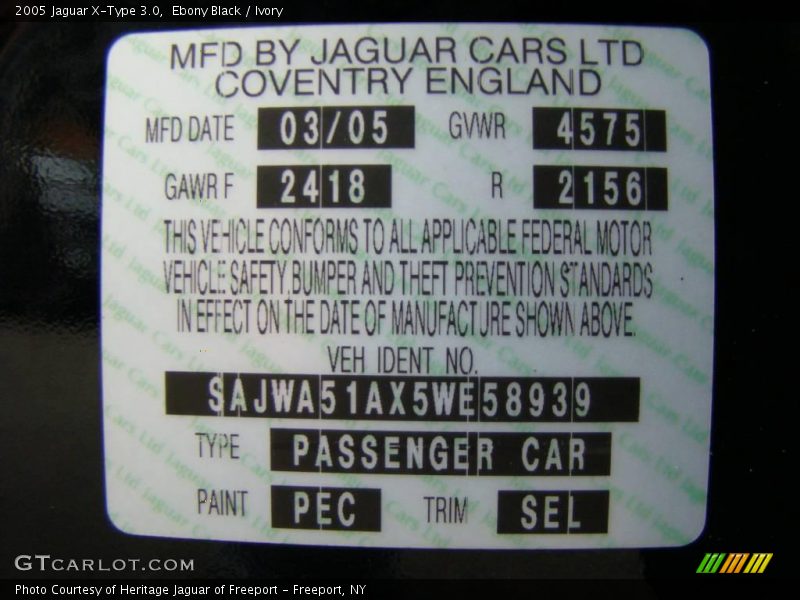 2005 Jaguar X-Type 3.0, Ebony Black / Ivory
MFD BY JAGUAR CARS LTD
COVENTRY ENGLAND
MFD DATE 03/05 GVWR 4575
GAWR F 2418 R 2156
THIS VEHICLE CONFORMS TO ALL APPLICABLE FEDERAL MOTOR
VEHICLE SAFETY,BUMPER AND THEFT PREVENTION STANDARDS
IN EFFECT ON THE DATE OF MANUFACTURE SHOWN ABOVE.
VEH IDENT NO.
SAJWA51AX5WE58939
TYPE PASSENGER CAR
PAINT PEC TRIM SEL
GTCARLOT.COM
Photo Courtesy of Heritage Jaguar of Freeport - Freeport, NY